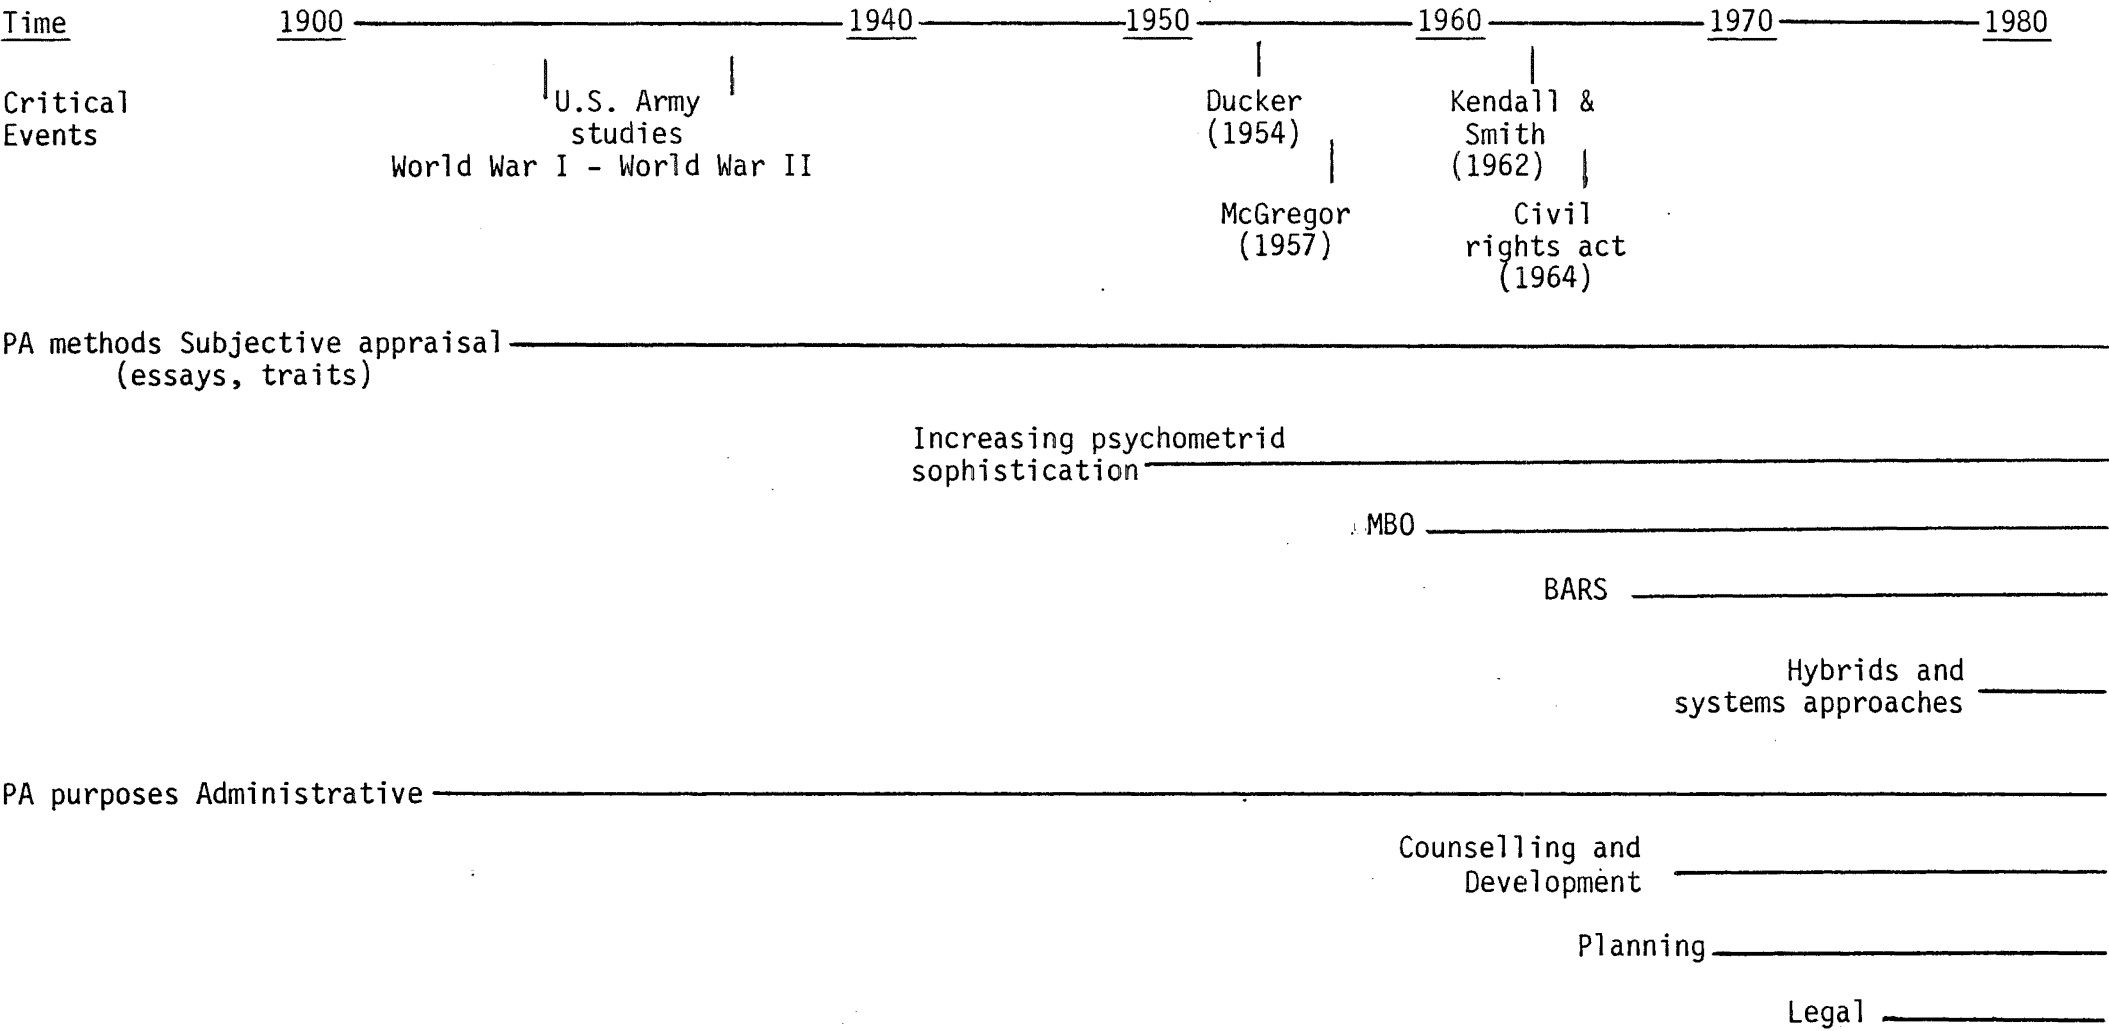 Time 1900 1940 1950 1960 1970 1980
Critical
Events
U.S. Army
studies
World War I - World War II
Ducker
(1954)
McGregor
(1957)
Kendall &
Smith
(1962)
Civil
rights act
(1964)
PA methods Subjective appraisal
(essays, traits)
Increasing psychometrid
sophistication
MBO
BARS
Hybrids and
systems approaches
PA purposes Administrative
Counselling and
Development
Planning
Legal